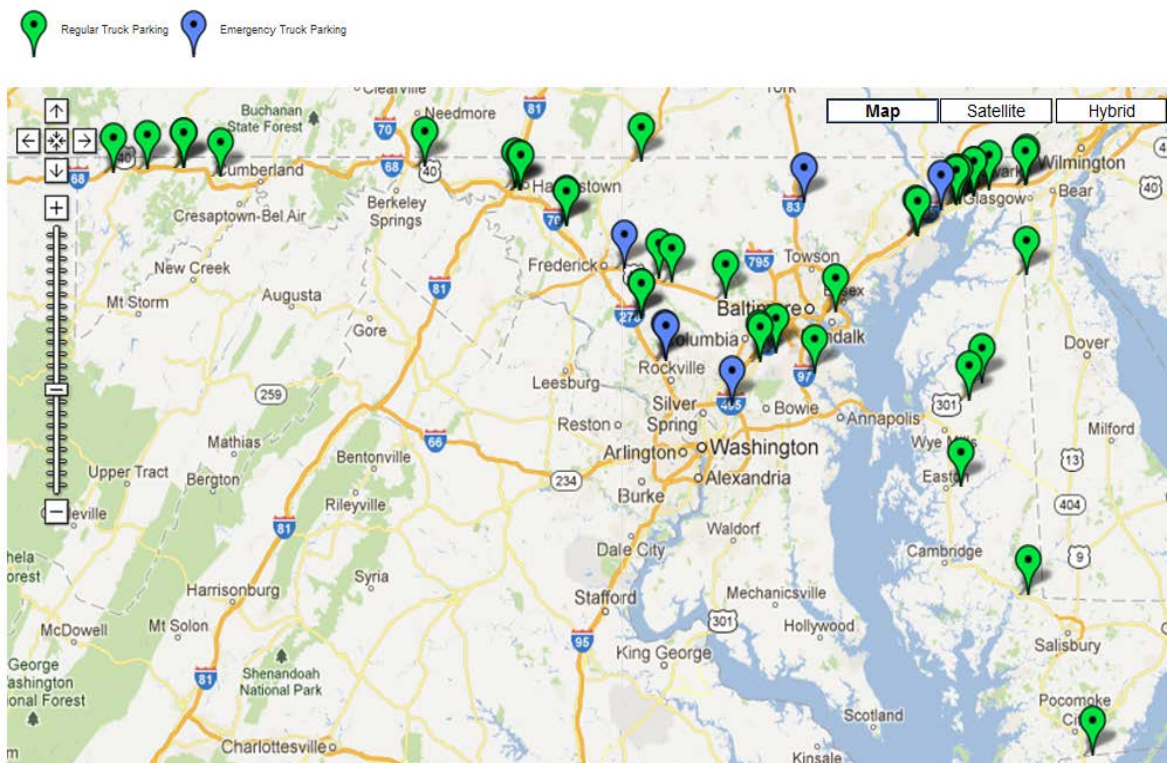 Regular Truck Parking Emergency Truck Parking
Map Satellite Hybrid
Clearville
Needmore
York
Buchanan
State Forest
70
81
40
68
68
Cumberland
40
Hagerstown
Wilmington
Newark
Bear
Glasgow
40
Cresaptown-Bel Air
Berkeley
Springs
70
83
Frederick
795
Towson
New Creek
81
Essex
Mt Storm
Augusta
270
Baltimore
Gore
Columbia
Dundalk
Dover
Leesburg
Rockville
97
259
495
301
Silver
Spring
Bowie
Annapolis
Reston
Mathias
66
Wye Mills
Milford
Arlington
Washington
Upper Tract
Bergton
Bentonville
234
Alexandria
Easton
13
Rileyville
Burke
404
81
Waldorf
Dale City
Cambridge
9
Syria
Harrisonburg
Mechanicsville
Stafford
301
Hollywood
Salisbury
McDowell
Mt Solon
95
King George
George
Washington
National Forest
81
Shenandoah
National Park
Pocomoke
City
Scotland
Charlottesville
Kinsale